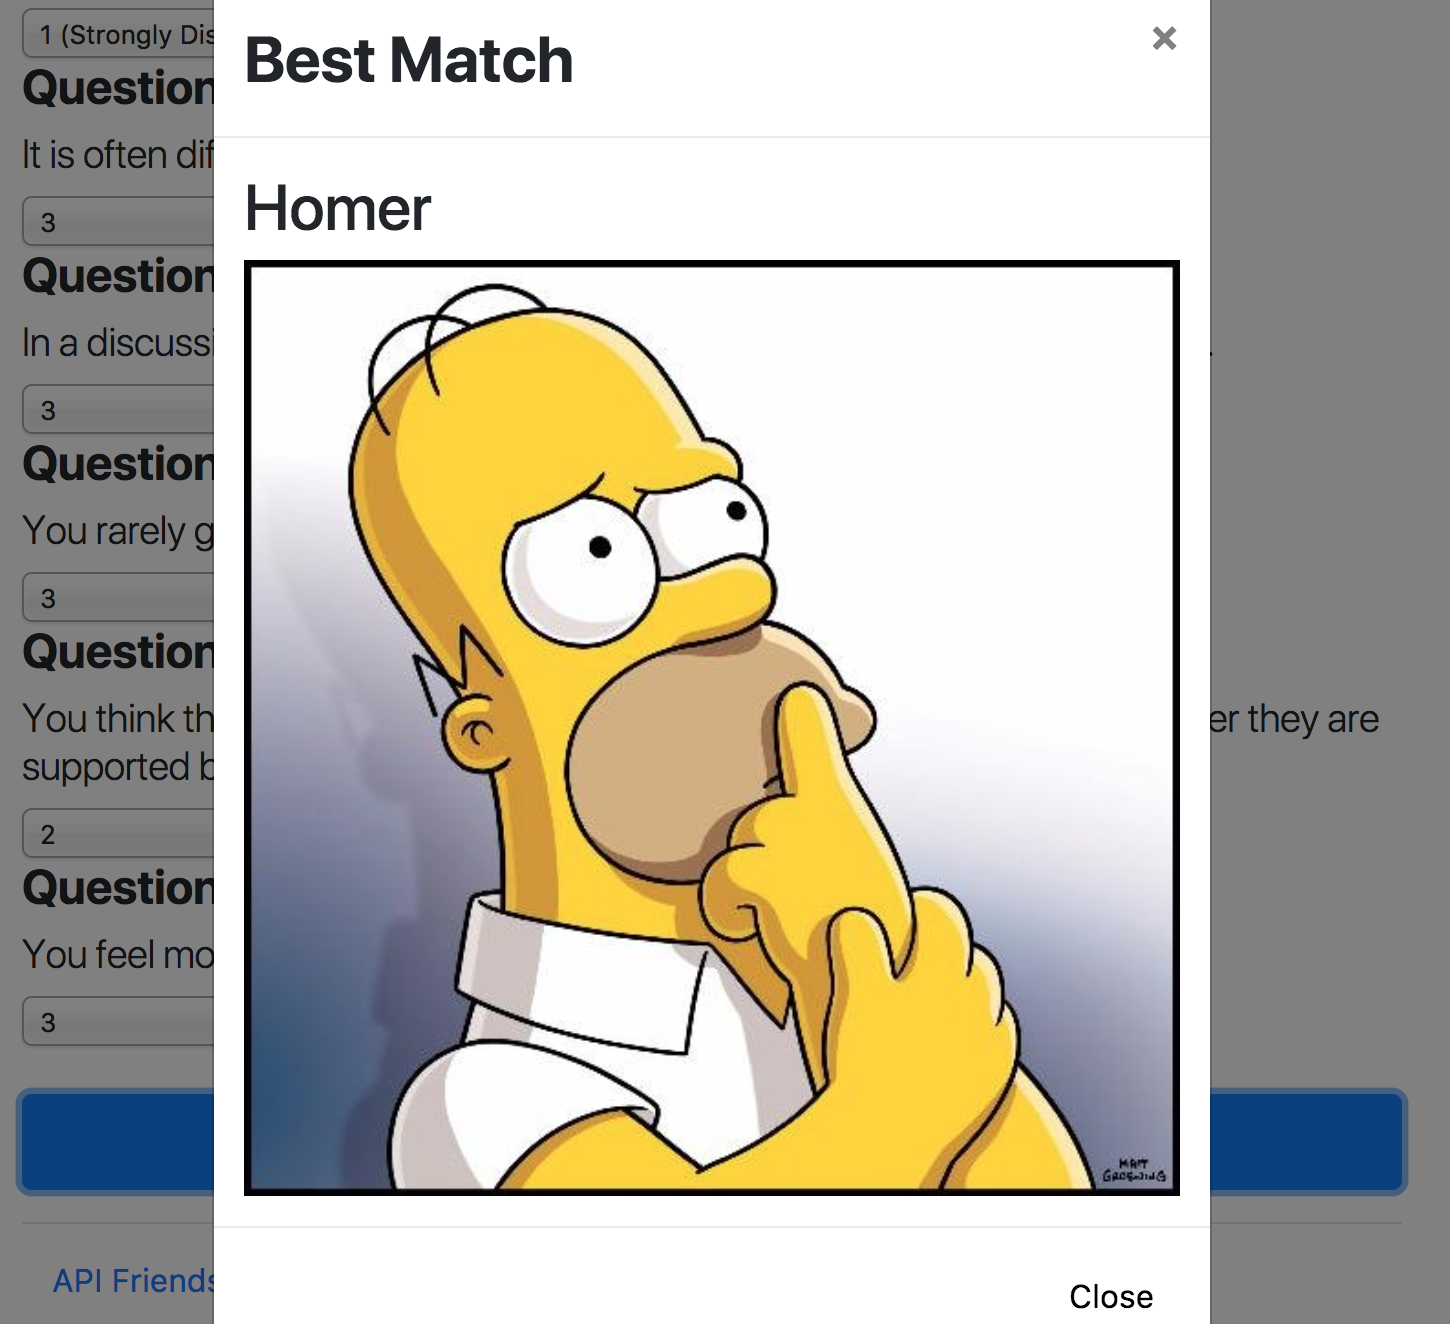 1 (Strongly Dis
Best Match
×
Question
It is often dif
Homer
3
Question
In a discussi
.
3
Question
You rarely g
3
Question
You think th
er they are
supported b
2
Question
You feel mo
3
MATT
GROENING
API Friends
Close